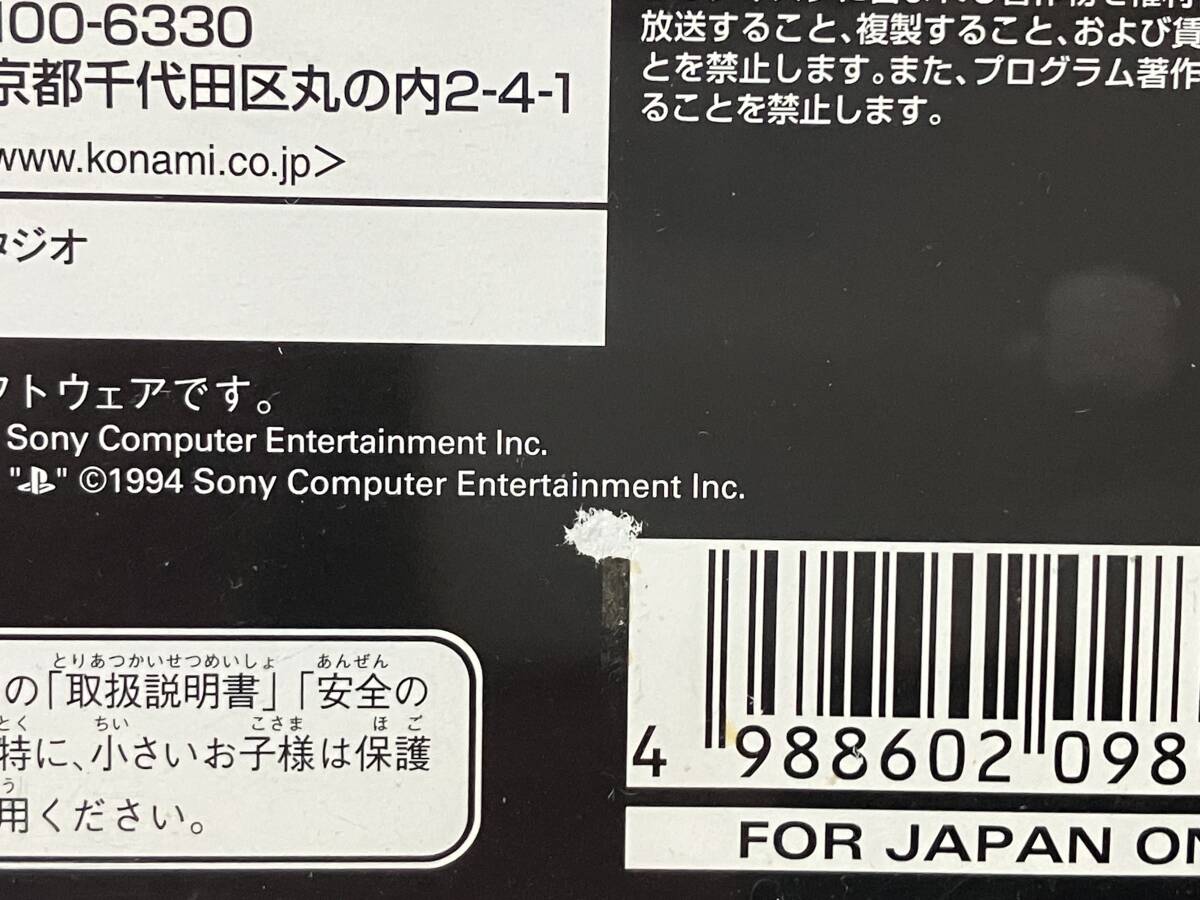 100-6330
京都千代田区丸の内2-4-1
www.konami.co.jp>
タジオ
フトウェアです。
Sony Computer Entertainment Inc.
" " ©1994 Sony Computer Entertainment Inc.
とりあつかいせつめいしょ あんぜん
の「取扱説明書」「安全の
とく ちい こさま ほご
特に、小さいお子様は保護
う
用ください。
放送すること、複製すること、および賃
とを禁止します。また、プログラム著作
ることを禁止します。
4 988602 098
FOR JAPAN ON